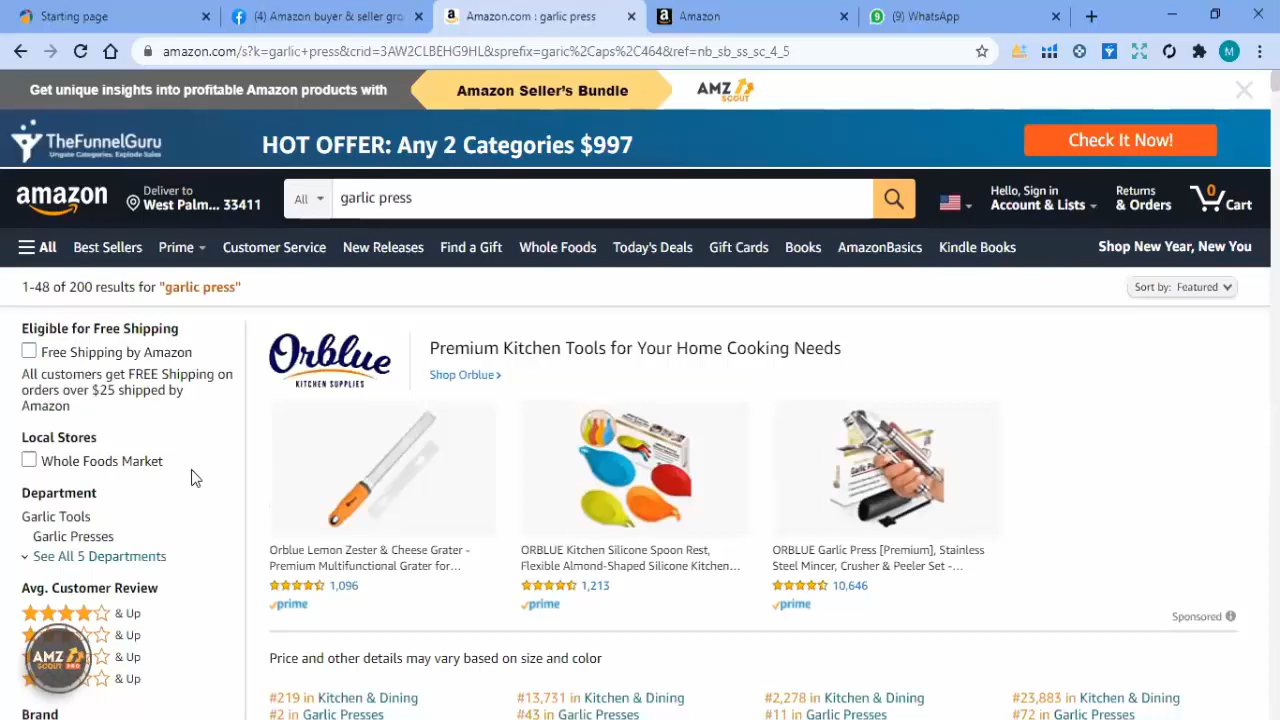 Starting page
(4) Amazon buyer & seller gro
Amazon.com : garlic press
Amazon
(9) WhatsApp
amazon.com/s?k=garlic+press&crid=3AW2CLBEHG9HL&sprefix=garlic%2Caps%2C464&ref=nb_sb_ss_sc_4_5
M
Get unique insights into profitable Amazon products with
Amazon Seller's Bundle
AMZ
SCOUT
TheFunnelGuru
Ungate Categories. Explode Sales
HOT OFFER: Any 2 Categories $997
Check It Now!
amazon
Deliver to
West Palm... 33411
All
garlic press
Hello, Sign in
Account & Lists
Returns
& Orders
0
Cart
All
Best Sellers
Prime
Customer Service
New Releases
Find a Gift
Whole Foods
Today's Deals
Gift Cards
Books
AmazonBasics
Kindle Books
Shop New Year, New You
1-48 of 200 results for "garlic press"
Sort by: Featured
Eligible for Free Shipping
Free Shipping by Amazon
All customers get FREE Shipping on
orders over $25 shipped by
Amazon
Local Stores
Whole Foods Market
Department
Garlic Tools
Garlic Presses
See All 5 Departments
Avg. Customer Review
& Up
& Up
& Up
& Up
AMZ
SCOUT PRO
Brand
Orblue
KITCHEN SUPPLIES
Premium Kitchen Tools for Your Home Cooking Needs
Shop Orblue
Orblue Lemon Zester & Cheese Grater -
Premium Multifunctional Grater for...
1,096
prime
ORBLUE Kitchen Silicone Spoon Rest,
Flexible Almond-Shaped Silicone Kitchen...
1,213
prime
ORBLUE Garlic Press [Premium], Stainless
Steel Mincer, Crusher & Peeler Set -...
10,646
prime
Sponsored
Price and other details may vary based on size and color
#219 in Kitchen & Dining
#2 in Garlic Presses
#13,731 in Kitchen & Dining
#43 in Garlic Presses
#2,278 in Kitchen & Dining
#11 in Garlic Presses
#23,883 in Kitchen & Dining
#72 in Garlic Presses